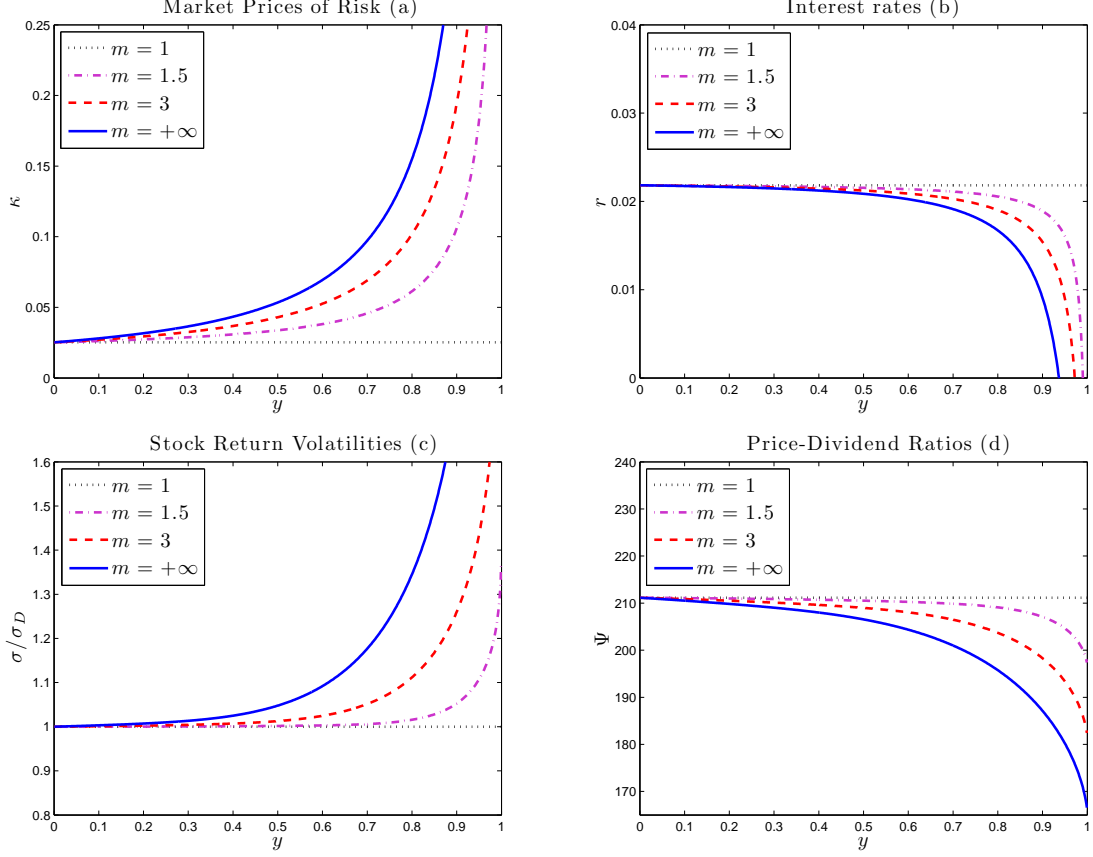 Market Prices of Risk (a)
0.25
0.2
0.15
0.1
0.05
0
κ
m = 1
m = 1.5
m = 3
m = +∞
0 0.1 0.2 0.3 0.4 0.5 0.6 0.7 0.8 0.9 1
y
Interest rates (b)
0.04
0.03
0.02
0.01
0
r
m = 1
m = 1.5
m = 3
m = +∞
0 0.1 0.2 0.3 0.4 0.5 0.6 0.7 0.8 0.9 1
y
Stock Return Volatilities (c)
1.6
1.5
1.4
1.3
1.2
1.1
1
0.9
0.8
σ/σ_D
m = 1
m = 1.5
m = 3
m = +∞
0 0.1 0.2 0.3 0.4 0.5 0.6 0.7 0.8 0.9 1
y
Price-Dividend Ratios (d)
240
230
220
210
200
190
180
170
Ψ
m = 1
m = 1.5
m = 3
m = +∞
0 0.1 0.2 0.3 0.4 0.5 0.6 0.7 0.8 0.9 1
y